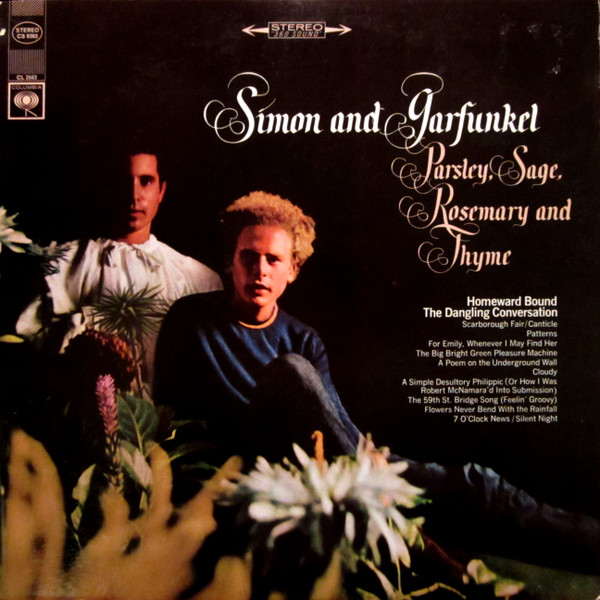 STEREO
CS 9363
CL 2563
COLUMBIA
STEREO
360 SOUND
Simon and Garfunkel
Parsley, Sage,
Rosemary and
Thyme
Homeward Bound
The Dangling Conversation
Scarborough Fair/Canticle
Patterns
For Emily, Whenever I May Find Her
The Big Bright Green Pleasure Machine
A Poem on the Underground Wall
Cloudy
A Simple Desultory Philippic (Or How I Was
Robert McNamara'd Into Submission)
The 59th St. Bridge Song (Feelin' Groovy)
Flowers Never Bend With the Rainfall
7 O'Clock News/Silent Night